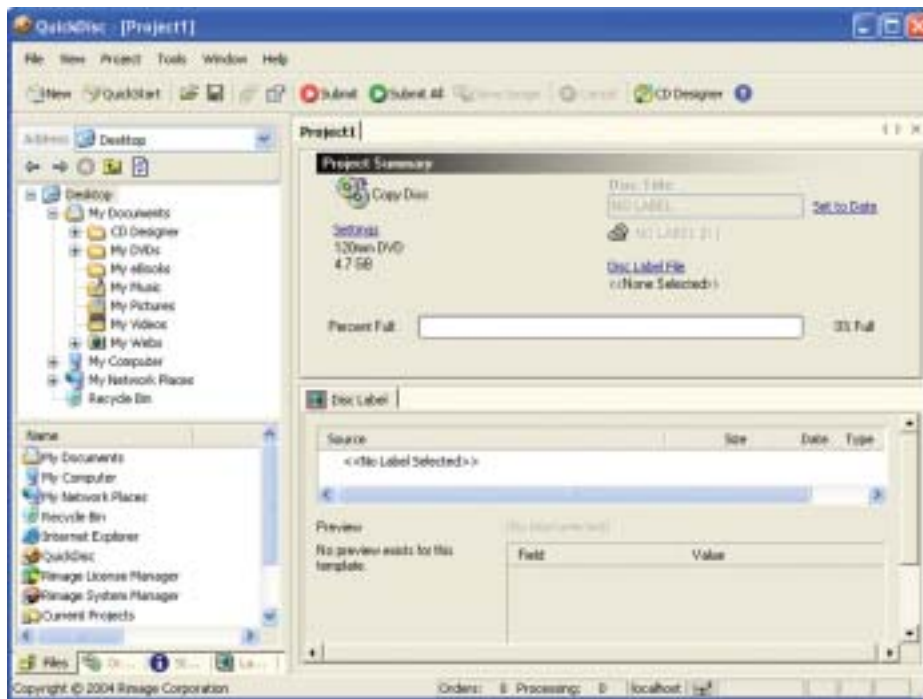 QuickDisc - [Project1]
File View Project Tools Window Help
New QuickStart Submit Submit All CD Designer
Address Desktop
Desktop
My Documents
CD Designer
My DVDs
My eBooks
My Music
My Pictures
My Videos
My Webs
My Computer
My Network Places
Recycle Bin
Name
My Documents
My Computer
My Network Places
Recycle Bin
Internet Explorer
QuickDisc
Rimage License Manager
Rimage System Manager
Current Projects
Files
Project1
Project Summary
Copy Disc
Disc Title:
NO LABEL
Set to Date
Settings
120mm DVD
4.7 GB
Disc Label File
<<None Selected>>
Percent Full
0% Full
Disc Label
Source Size Date Type
<<No Label Selected>>
Preview
No preview exists for this
template.
Field Value
Copyright © 2004 Rimage Corporation
Orders: Processing: 0 localhost